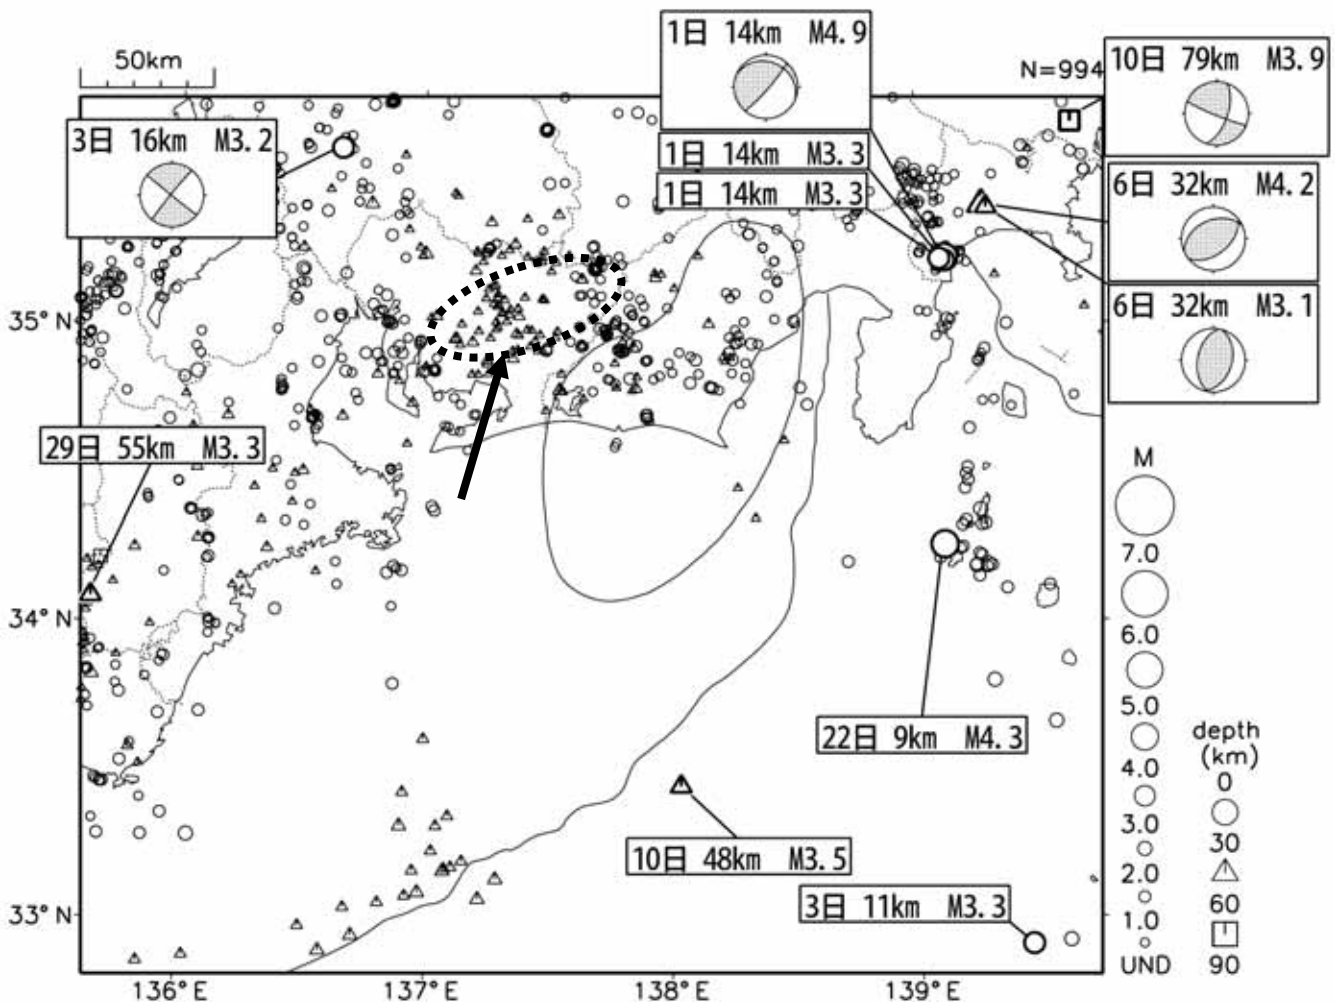 50km
N=994
1日 14km M4.9
10日 79km M3.9
3日 16km M3.2
1日 14km M3.3
1日 14km M3.3
6日 32km M4.2
6日 32km M3.1
35°N
29日 55km M3.3
34°N
22日 9km M4.3
10日 48km M3.5
3日 11km M3.3
33°N
136°E
137°E
138°E
139°E
M
7.0
6.0
5.0
4.0
3.0
2.0
1.0
UND
depth
(km)
0
30
60
90